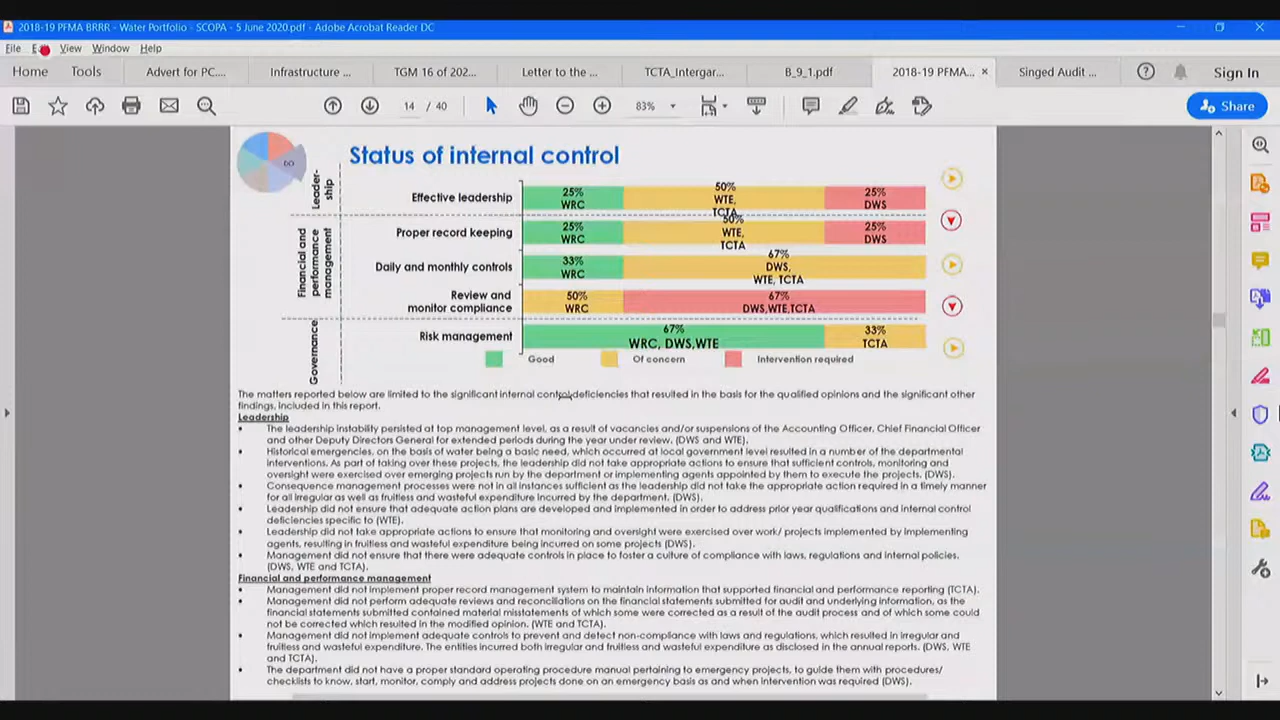 2018-19 PFMA BRRR - Water Portfolio - SCOPA - 5 June 2020.pdf - Adobe Acrobat Reader DC
File View Window Help
Home Tools Advert for PC.... Infrastructure ... TGM 16 of 202... Letter to the ... TCTA_Intergar... B_9_1.pdf 2018-19 PFMA... × Singed Audit ... Sign In
14 / 40 83% Share
Status of internal control
Leader-
ship
Effective leadership
25%
WRC
50%
WTE,
TCTA
25%
DWS
Financial and
performance
management
Proper record keeping
25%
WRC
50%
WTE,
TCTA
25%
DWS
Daily and monthly controls
33%
WRC
67%
DWS,
WTE, TCTA
Review and
monitor compliance
50%
WRC
67%
DWS,WTE,TCTA
Governance
Risk management
67%
WRC, DWS,WTE
33%
TCTA
Good Of concern Intervention required
The matters reported below are limited to the significant internal control deficiencies that resulted in the basis for the qualified opinions and the significant other
findings, included in this report.
Leadership
• The leadership instability persisted at top management level, as a result of vacancies and/or suspensions of the Accounting Officer, Chief Financial Officer
and other Deputy Directors General for extended periods during the year under review. (DWS and WTE).
• Historical emergencies, on the basis of water being a basic need, which occurred at local government level resulted in a number of the departmental
interventions. As part of taking over these projects, the leadership did not take appropriate actions to ensure that sufficient controls, monitoring and
oversight were exercised over emerging projects run by the department or implementing agents appointed by them to execute the projects. (DWS).
• Consequence management processes were not in all instances sufficient as the leadership did not take the appropriate action required in a timely manner
for all irregular as well as fruitless and wasteful expenditure incurred by the department. (DWS).
• Leadership did not ensure that adequate action plans are developed and implemented in order to address prior year qualifications and internal control
deficiencies specific to (WTE).
• Leadership did not take appropriate actions to ensure that monitoring and oversight were exercised over work/ projects implemented by implementing
agents, resulting in fruitless and wasteful expenditure being incurred on some projects (DWS).
• Management did not ensure that there were adequate controls in place to foster a culture of compliance with laws, regulations and internal policies.
(DWS, WTE and TCTA).
Financial and performance management
• Management did not implement proper record management system to maintain information that supported financial and performance reporting (TCTA).
• Management did not perform adequate reviews and reconciliations on the financial statements submitted for audit and underlying information, as the
financial statements submitted contained material misstatements of which some were corrected as a result of the audit process and of which some could
not be corrected which resulted in the modified opinion. (WTE and TCTA).
• Management did not implement adequate controls to prevent and detect non-compliance with laws and regulations, which resulted in irregular and
fruitless and wasteful expenditure. The entities incurred both irregular and fruitless and wasteful expenditure as disclosed in the annual reports. (DWS, WTE
and TCTA).
• The department did not have a proper standard operating procedure manual pertaining to emergency projects, to guide them with procedures/
checklists to know, start, monitor, comply and address projects done on an emergency basis as and when intervention was required (DWS).